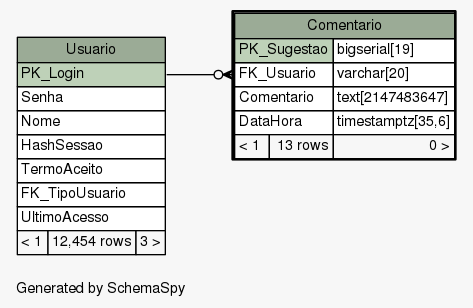 Usuario
PK_Login
Senha
Nome
HashSessao
TermoAceito
FK_TipoUsuario
UltimoAcesso
< 1 12,454 rows 3 >
Comentario
PK_Sugestao bigserial[19]
FK_Usuario varchar[20]
Comentario text[2147483647]
DataHora timestamptz[35,6]
< 1 13 rows 0 >
Generated by SchemaSpy